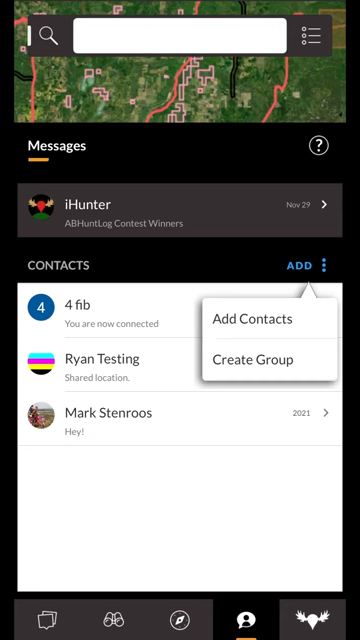 Messages
?
iHunter
Nov 29
ABHuntLog Contest Winners
CONTACTS
ADD
4
4 fib
You are now connected
Add Contacts
Create Group
Ryan Testing
Shared location.
Mark Stenroos
2021
Hey!